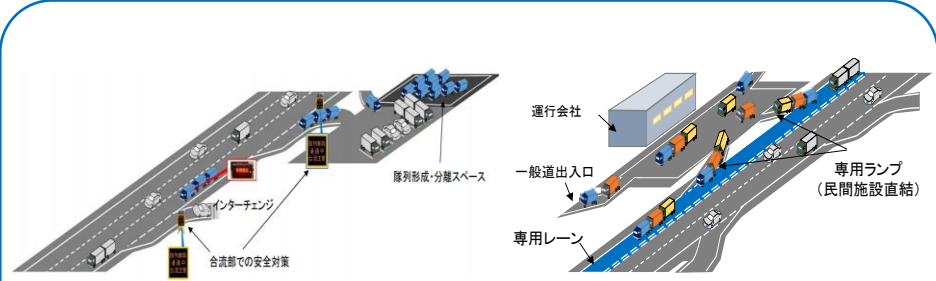 隊列形成・分離スペース
インターチェンジ
合流部での安全対策
運行会社
一般道出入口
専用レーン
専用ランプ
(民間施設直結)